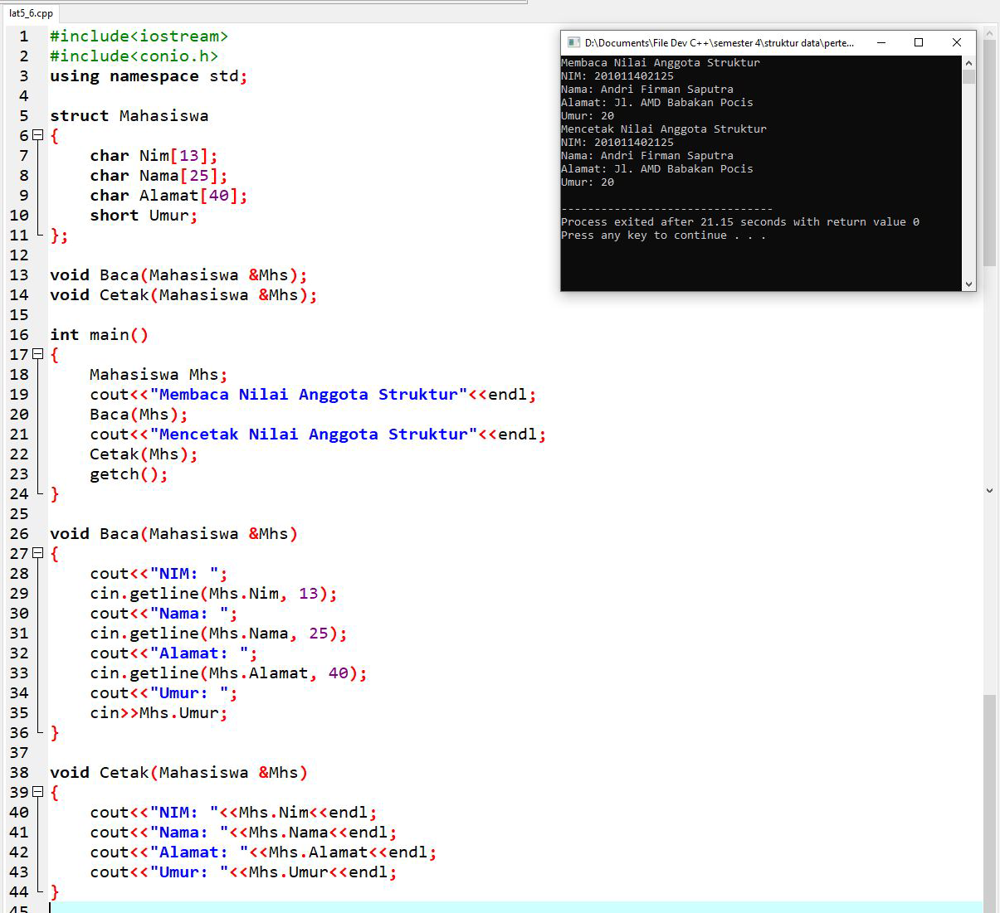 lat5_6.cpp
1 #include<iostream>
2 #include<conio.h>
3 using namespace std;
4
5 struct Mahasiswa
6 {
7     char Nim[13];
8     char Nama[25];
9     char Alamat[40];
10     short Umur;
11 };
12
13 void Baca(Mahasiswa &Mhs);
14 void Cetak(Mahasiswa &Mhs);
15
16 int main()
17 {
18     Mahasiswa Mhs;
19     cout<<"Membaca Nilai Anggota Struktur"<<endl;
20     Baca(Mhs);
21     cout<<"Mencetak Nilai Anggota Struktur"<<endl;
22     Cetak(Mhs);
23     getch();
24 }
25
26 void Baca(Mahasiswa &Mhs)
27 {
28     cout<<"NIM: ";
29     cin.getline(Mhs.Nim, 13);
30     cout<<"Nama: ";
31     cin.getline(Mhs.Nama, 25);
32     cout<<"Alamat: ";
33     cin.getline(Mhs.Alamat, 40);
34     cout<<"Umur: ";
35     cin>>Mhs.Umur;
36 }
37
38 void Cetak(Mahasiswa &Mhs)
39 {
40     cout<<"NIM: "<<Mhs.Nim<<endl;
41     cout<<"Nama: "<<Mhs.Nama<<endl;
42     cout<<"Alamat: "<<Mhs.Alamat<<endl;
43     cout<<"Umur: "<<Mhs.Umur<<endl;
44 }
45
D:\Documents\File Dev C++\semester 4\struktur data\perte...
Membaca Nilai Anggota Struktur
NIM: 201011402125
Nama: Andri Firman Saputra
Alamat: Jl. AMD Babakan Pocis
Umur: 20
Mencetak Nilai Anggota Struktur
NIM: 201011402125
Nama: Andri Firman Saputra
Alamat: Jl. AMD Babakan Pocis
Umur: 20
--------------------------------
Process exited after 21.15 seconds with return value 0
Press any key to continue . . .